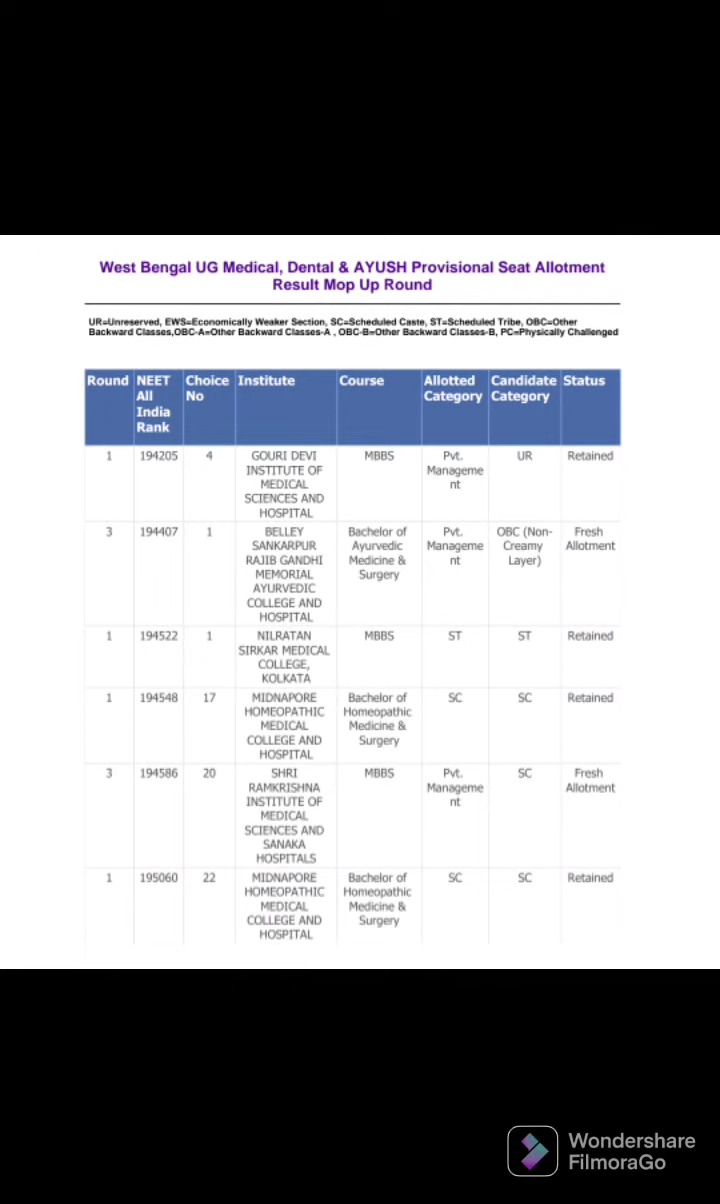 West Bengal UG Medical, Dental & AYUSH Provisional Seat Allotment
Result Mop Up Round
UR=Unreserved, EWS=Economically Weaker Section, SC=Scheduled Caste, ST=Scheduled Tribe, OBC=Other
Backward Classes,OBC-A=Other Backward Classes-A , OBC-B=Other Backward Classes-B, PC=Physically Challenged
Round NEET Choice Institute Course Allotted Candidate Status
All No Category Category
India
Rank
1 194205 4 GOURI DEVI MBBS Pvt. UR Retained
INSTITUTE OF Manageme
MEDICAL nt
SCIENCES AND
HOSPITAL
3 194407 1 BELLEY Bachelor of Pvt. OBC (Non- Fresh
SANKARPUR Ayurvedic Manageme Creamy Allotment
RAJIB GANDHI Medicine & nt Layer)
MEMORIAL Surgery
AYURVEDIC
COLLEGE AND
HOSPITAL
1 194522 1 NILRATAN MBBS ST ST Retained
SIRKAR MEDICAL
COLLEGE,
KOLKATA
1 194548 17 MIDNAPORE Bachelor of SC SC Retained
HOMEOPATHIC Homeopathic
MEDICAL Medicine &
COLLEGE AND Surgery
HOSPITAL
3 194586 20 SHRI MBBS Pvt. SC Fresh
RAMKRISHNA Manageme Allotment
INSTITUTE OF nt
MEDICAL
SCIENCES AND
SANAKA
HOSPITALS
1 195060 22 MIDNAPORE Bachelor of SC SC Retained
HOMEOPATHIC Homeopathic
MEDICAL Medicine &
COLLEGE AND Surgery
HOSPITAL
Wondershare
FilmoraGo